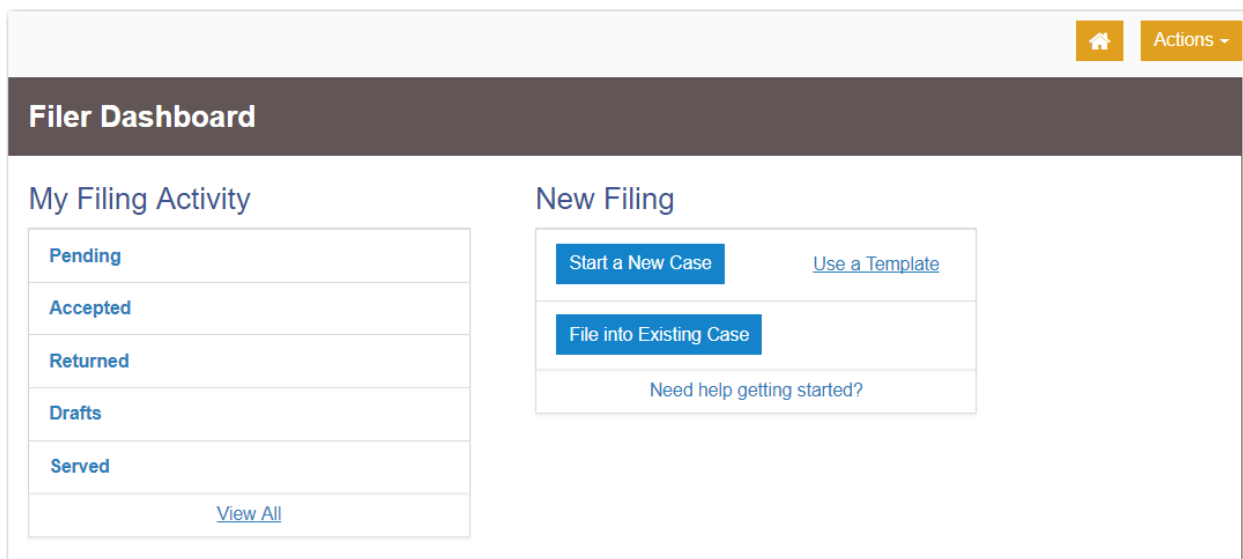 Actions
Filer Dashboard
My Filing Activity
Pending
Accepted
Returned
Drafts
Served
View All
New Filing
Start a New Case
Use a Template
File into Existing Case
Need help getting started?